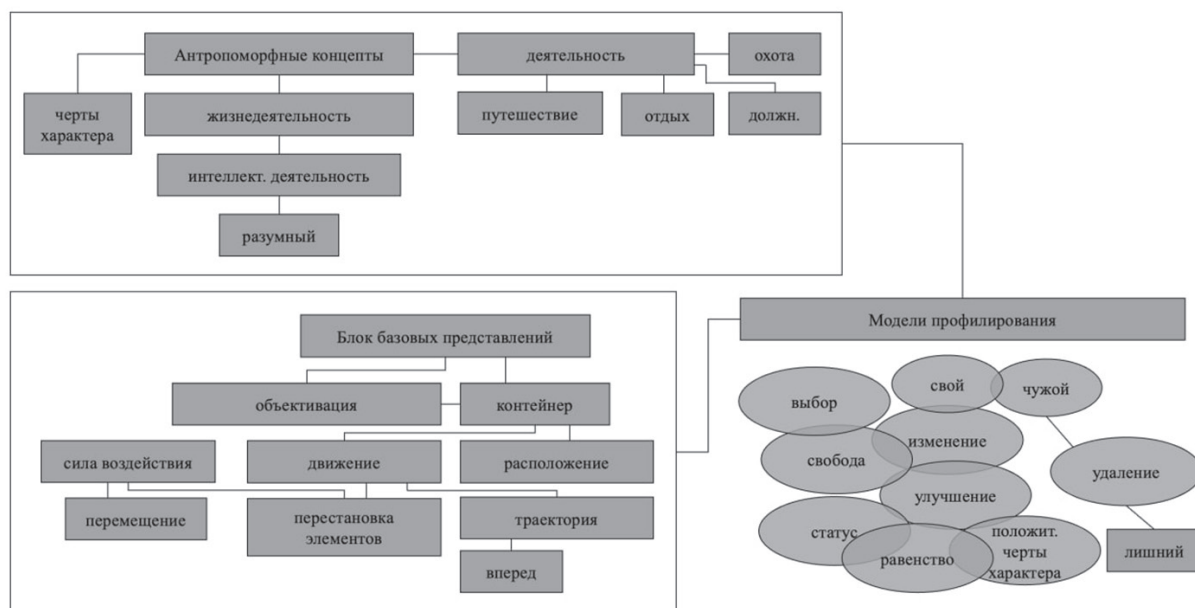 Антропоморфные концепты
деятельность
охота
черты
характера
жизнедеятельность
путешествие
отдых
должн.
интеллект. деятельность
разумный
Блок базовых представлений
объективация
контейнер
сила воздействия
движение
расположение
перемещение
перестановка
элементов
траектория
вперед
Модели профилирования
свой
чужой
выбор
изменение
свобода
удаление
улучшение
статус
положит.
черты
характера
равенство
лишний